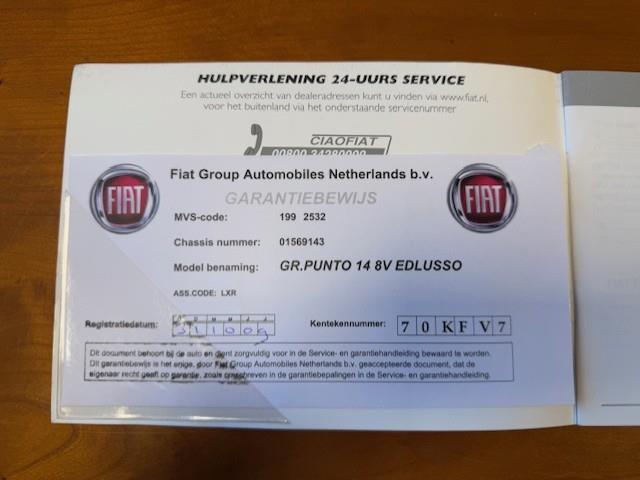 HULPVERLENING 24-UURS SERVICE
Een actueel overzicht van dealeradressen kunt u vinden via www.fiat.nl,
voor het buitenland via het onderstaande servicenummer
CIAOFIAT
00800 34280000
Fiat Group Automobiles Netherlands b.v.
GARANTIEBEWIJS
FIAT
FIAT
MVS-code: 199 2532
Chassis nummer: 01569143
Model benaming: GR.PUNTO 14 8V EDLUSSO
ASS.CODE: LXR
D D M M J J
Registratiedatum: 311009 Kentekennummer: 70KFV7
Dit document behoort bij de auto en dient zorgvuldig voor in de Service- en garantiehandleiding bewaard te worden.
Dit garantiebewijs is het enige, door Fiat Group Automobiles Netherlands b.v. geaccepteerde document, dat de
eigenaar recht geeft op garantie, zoals omschreven in de garantiebepalingen in de Service- en garantiehandleiding.